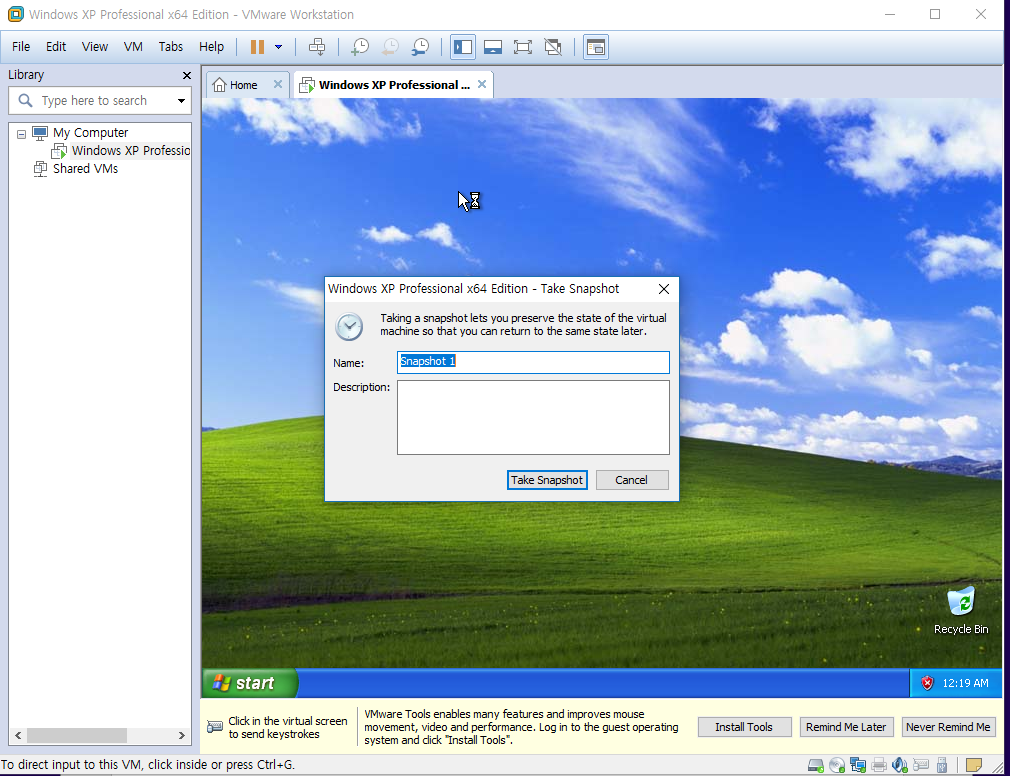 Windows XP Professional x64 Edition - VMware Workstation
File Edit View VM Tabs Help
Library
Type here to search
My Computer
Windows XP Professio
Shared VMs
Home
Windows XP Professional ...
Windows XP Professional x64 Edition - Take Snapshot
Taking a snapshot lets you preserve the state of the virtual
machine so that you can return to the same state later.
Name:
Snapshot 1
Description:
Take Snapshot
Cancel
Recycle Bin
start
12:19 AM
Click in the virtual screen
to send keystrokes
VMware Tools enables many features and improves mouse
movement, video and performance. Log in to the guest operating
system and click "Install Tools".
Install Tools
Remind Me Later
Never Remind Me
To direct input to this VM, click inside or press Ctrl+G.